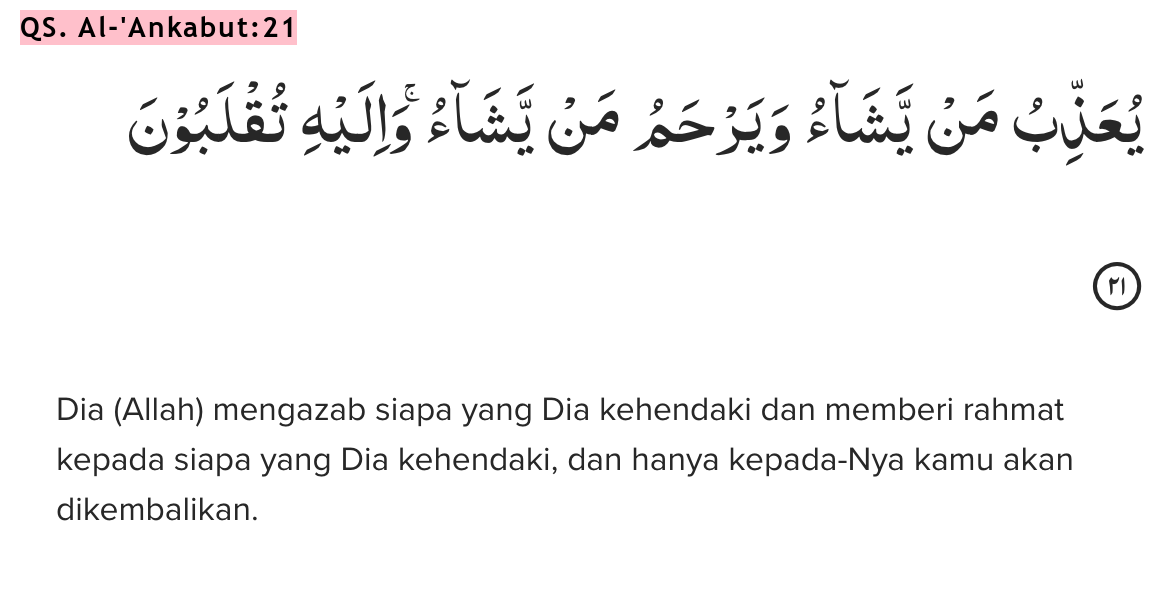 QS. Al-'Ankabut:21
يُعَذِّبُ مَنْ يَّشَاۤءُ وَيَرْحَمُ مَنْ يَّشَاۤءُ ۚوَاِلَيْهِ تُقْلَبُوْنَ
٢١
Dia (Allah) mengazab siapa yang Dia kehendaki dan memberi rahmat
kepada siapa yang Dia kehendaki, dan hanya kepada-Nya kamu akan
dikembalikan.